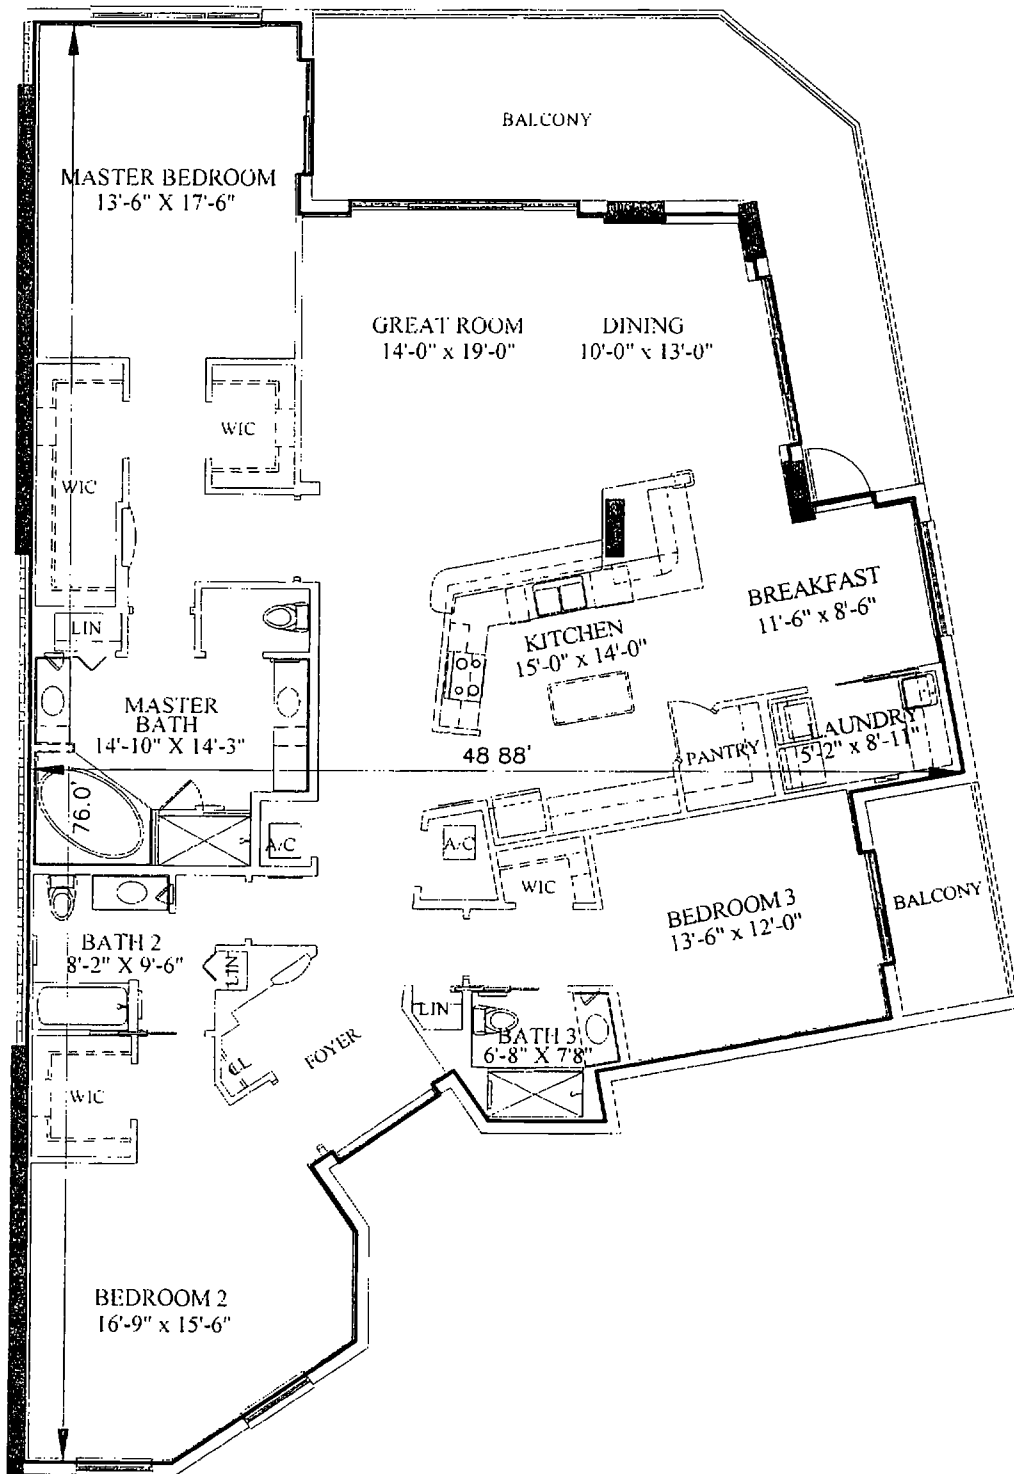 BALCONY
MASTER BEDROOM
13'-6" X 17'-6"
GREAT ROOM
14'-0" x 19'-0"
DINING
10'-0" x 13'-0"
WIC
WIC
BREAKFAST
11'-6" x 8'-6"
LIN
KITCHEN
15'-0" x 14'-0"
MASTER
BATH
14'-10" X 14'-3"
LAUNDRY
5'-2" x 8'-11"
PANTRY
48 88'
76.0'
A/C
A/C
WIC
BEDROOM 3
13'-6" x 12'-0"
BALCONY
BATH 2
8'-2" X 9'-6"
LIN
LIN
BATH 3
6'-8" X 7'8"
FOYER
CL
WIC
BEDROOM 2
16'-9" x 15'-6"